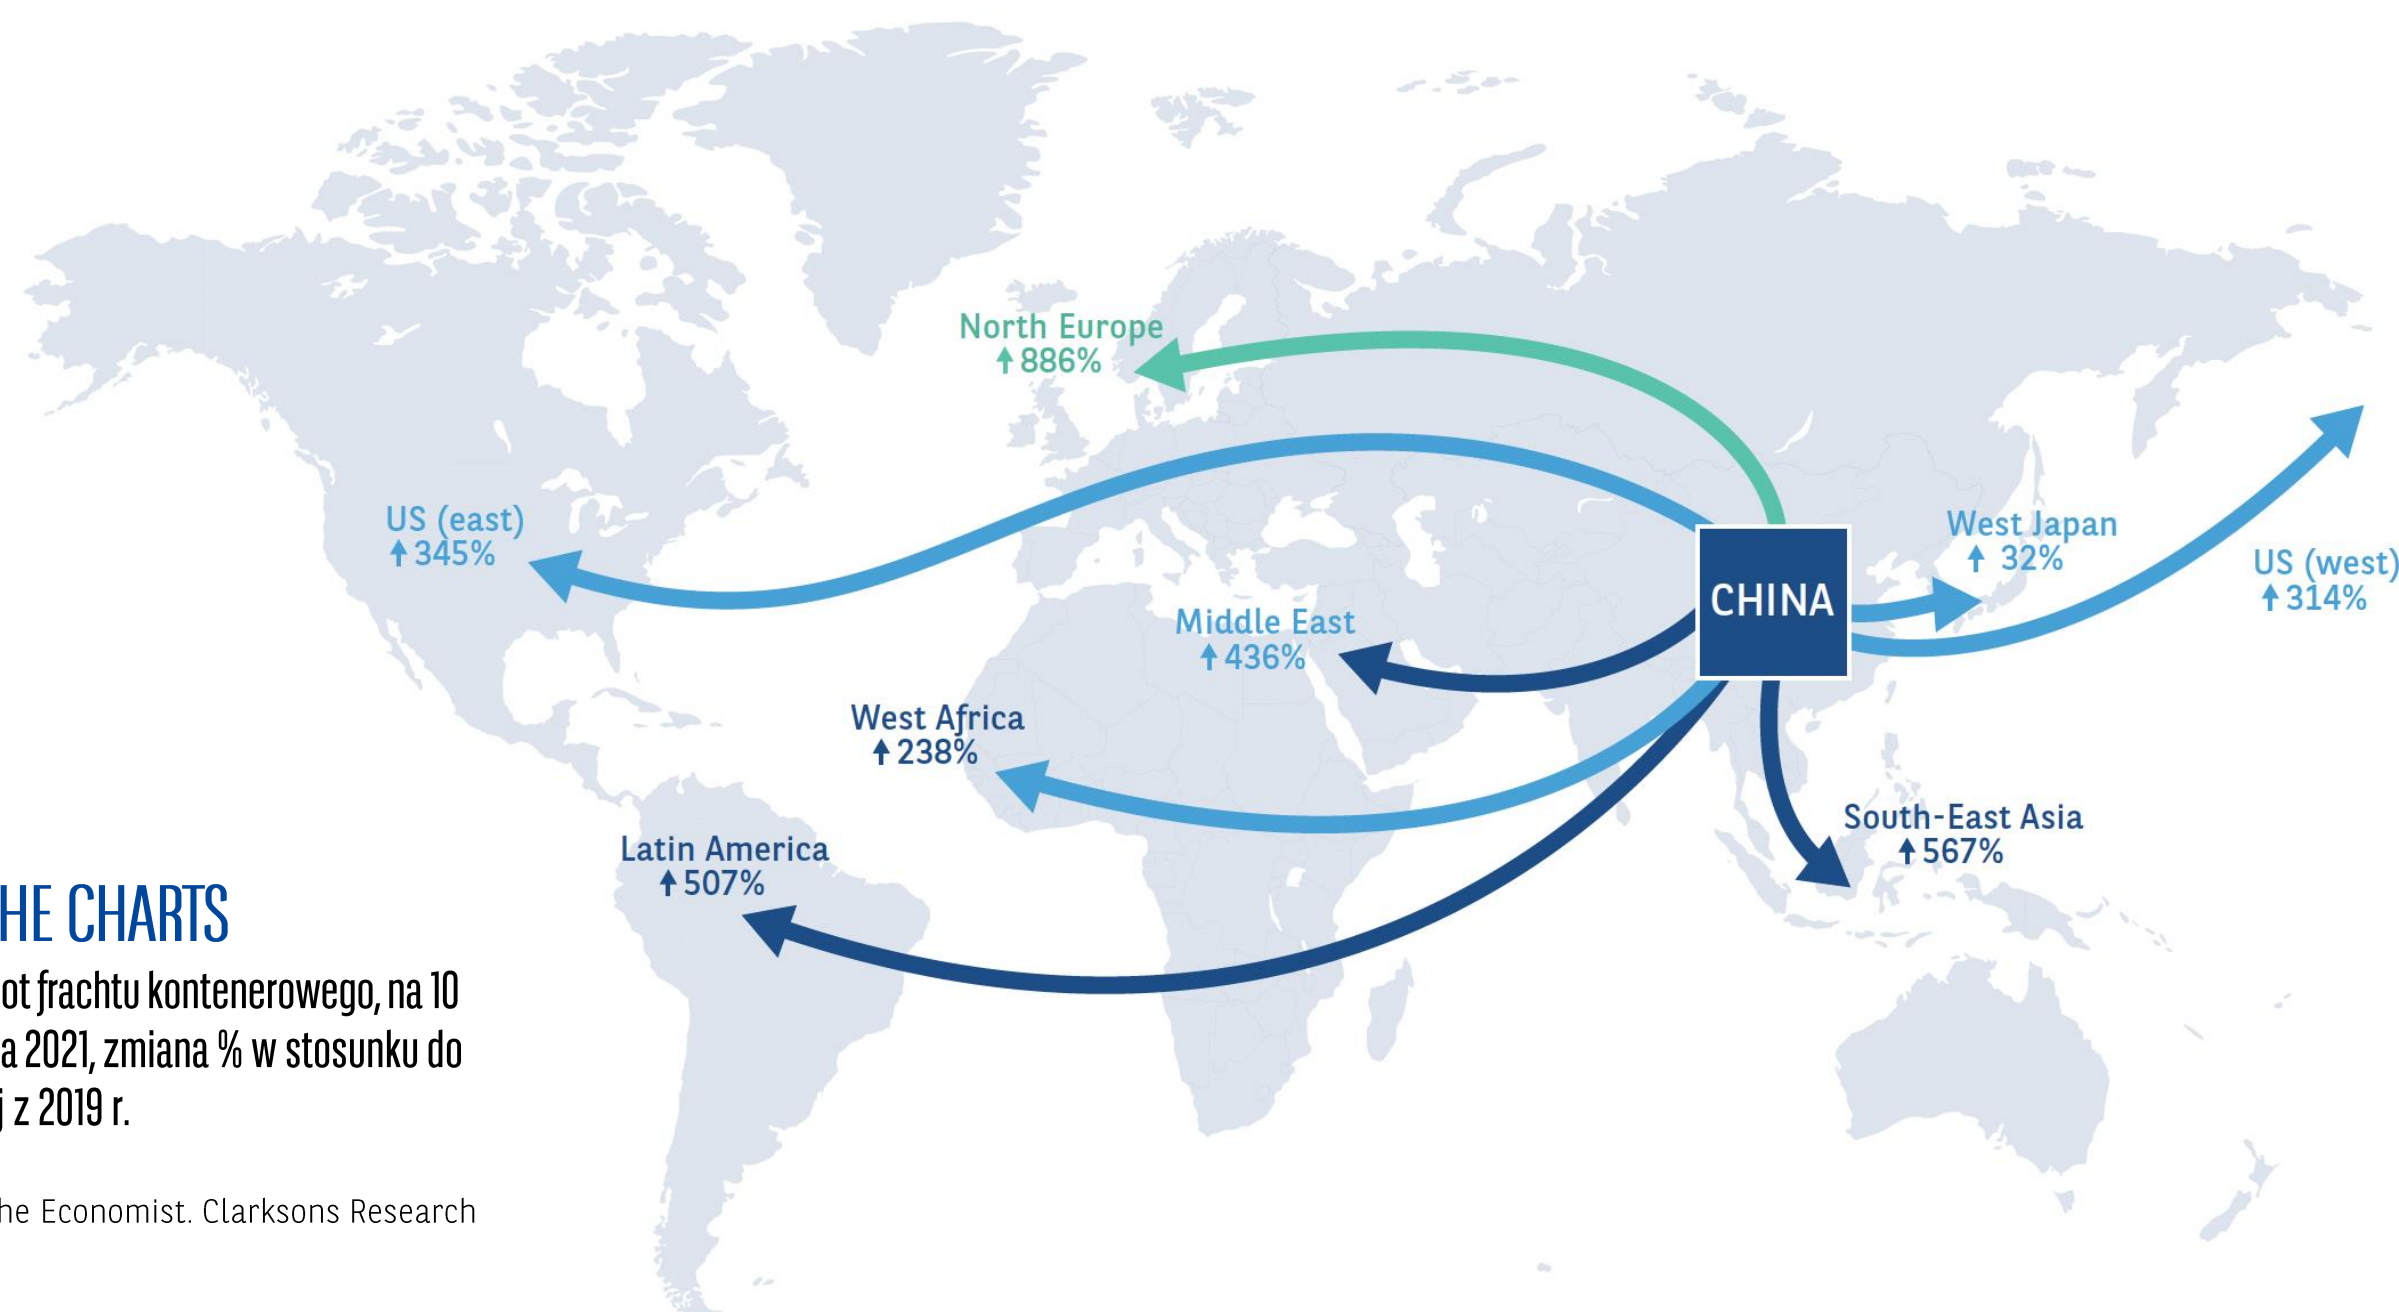 North Europe
886%
US (east)
345%
West Japan
32%
US (west)
314%
CHINA
Middle East
436%
West Africa
238%
South-East Asia
567%
Latin America
507%
HE CHARTS
ot frachtu kontenerowego, na 10
a 2021, zmiana % w stosunku do
j z 2019 r.
he Economist. Clarksons Research